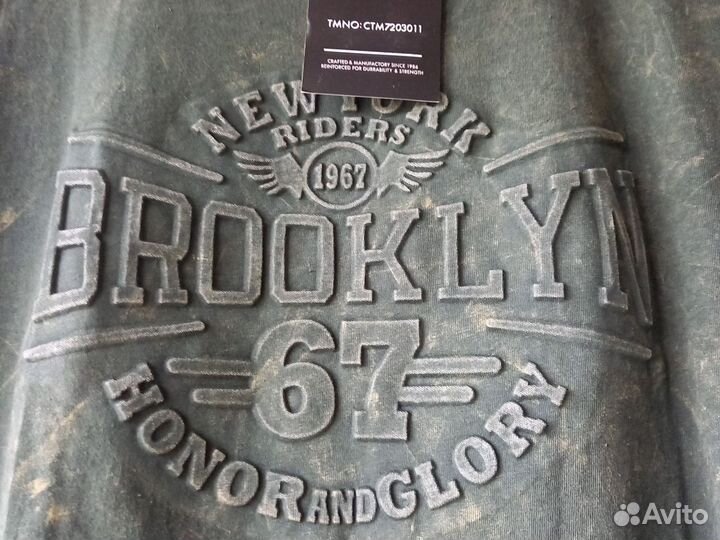 TMNO: CTM7203011
CRAFTED & MANUFACTORY SINCE 1986
REINFORCED FOR DURRABILITY & STRENGTH
NEW YORK
RIDERS
1967
BROOKLYN
67
HONOR AND GLORY
Avito